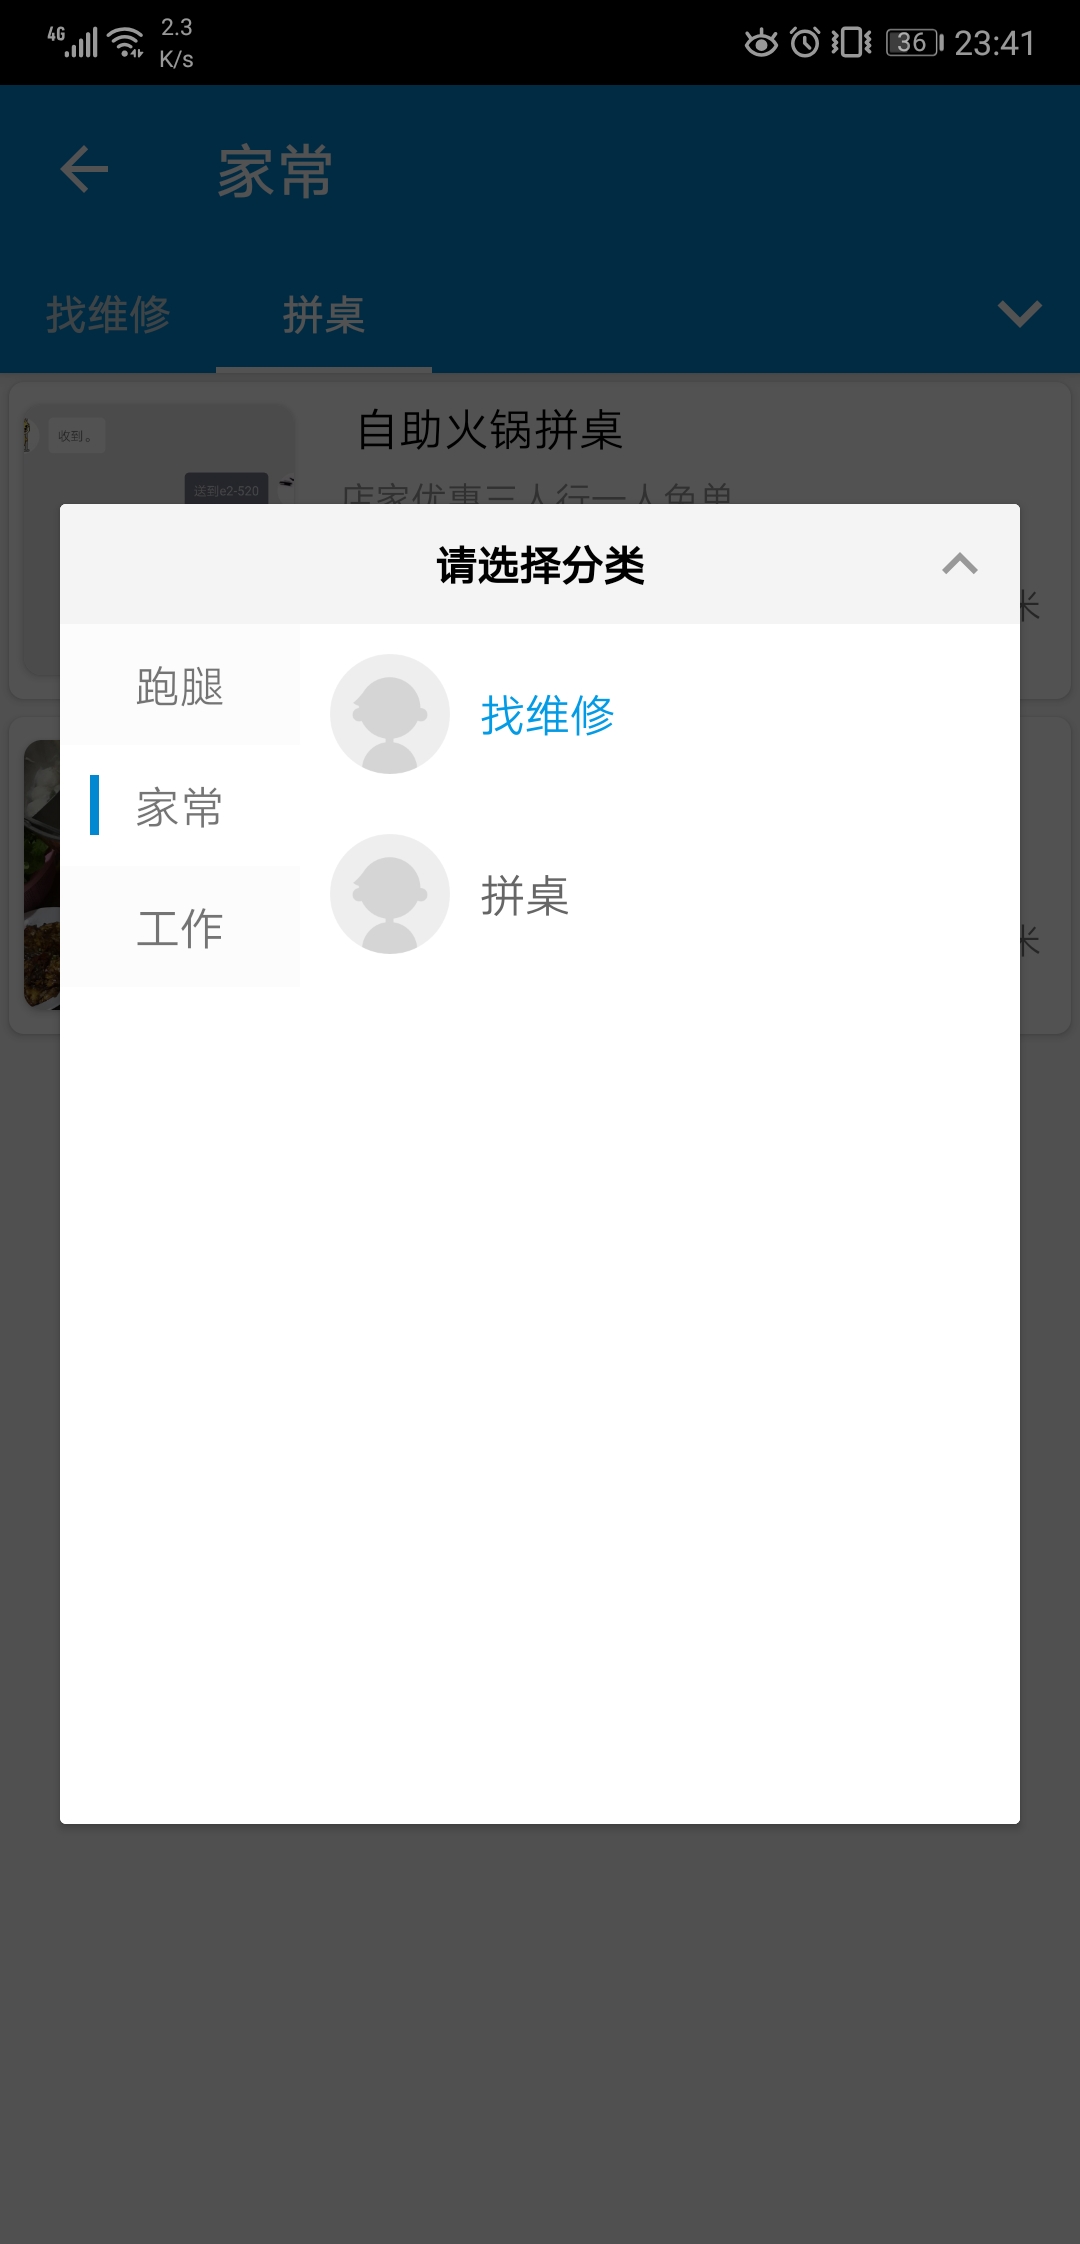 4G 2.3 K/s 36 23:41
家常
找维修 拼桌
收到。
自助火锅拼桌
送到e2-520
店家优惠三人行一人免单
请选择分类
米
跑腿
找维修
家常
拼桌
工作
米